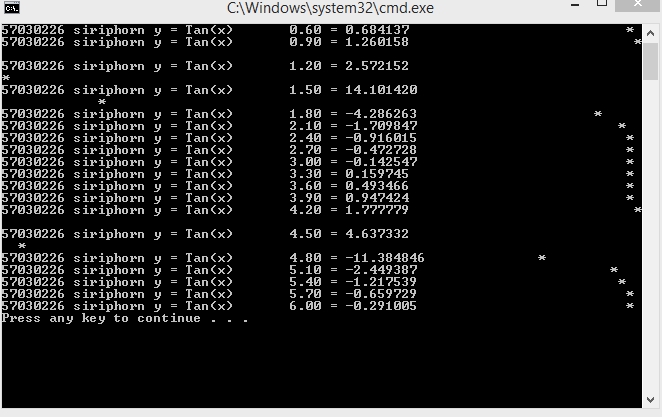 C:\Windows\system32\cmd.exe
57030226 siriphorn y = Tan(x) 0.60 = 0.684137 *
57030226 siriphorn y = Tan(x) 0.90 = 1.260158 *
57030226 siriphorn y = Tan(x) 1.20 = 2.572152
*
57030226 siriphorn y = Tan(x) 1.50 = 14.101420
*
57030226 siriphorn y = Tan(x) 1.80 = -4.286263 *
57030226 siriphorn y = Tan(x) 2.10 = -1.709847 *
57030226 siriphorn y = Tan(x) 2.40 = -0.916015 *
57030226 siriphorn y = Tan(x) 2.70 = -0.472728 *
57030226 siriphorn y = Tan(x) 3.00 = -0.142547 *
57030226 siriphorn y = Tan(x) 3.30 = 0.159745 *
57030226 siriphorn y = Tan(x) 3.60 = 0.493466 *
57030226 siriphorn y = Tan(x) 3.90 = 0.947424 *
57030226 siriphorn y = Tan(x) 4.20 = 1.777779 *
57030226 siriphorn y = Tan(x) 4.50 = 4.637332
*
57030226 siriphorn y = Tan(x) 4.80 = -11.384846 *
57030226 siriphorn y = Tan(x) 5.10 = -2.449387 *
57030226 siriphorn y = Tan(x) 5.40 = -1.217539 *
57030226 siriphorn y = Tan(x) 5.70 = -0.659729 *
57030226 siriphorn y = Tan(x) 6.00 = -0.291005 *
Press any key to continue . . .